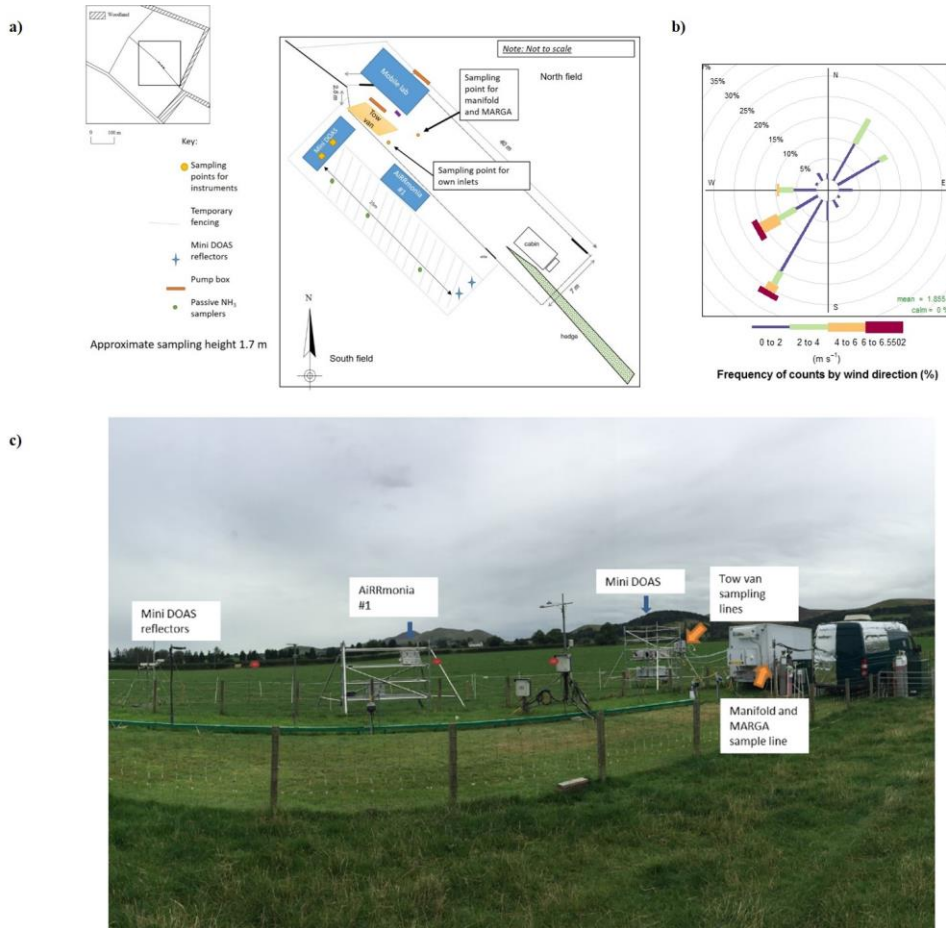 a)
Woodland
0 100 m
Key:
Sampling
points for
instruments
Temporary
fencing
Mini DOAS
reflectors
Pump box
Passive NH3
samplers
Approximate sampling height 1.7 m
Note: Not to scale
North field
Mobile lab
Sampling
point for
manifold
and MARGA
Tow
van
40 m
Mini DOAS
Sampling point for
own inlets
AiRRmonia
#1
cabin
7 m
hedge
N
South field
b)
35%
30%
25%
20%
15%
10%
5%
N
W
E
S
calm = 0 %
0 to 2
2 to 4
4 to 6
6 to 6.5502
(m s⁻¹)
Frequency of counts by wind direction (%)
c)
Mini DOAS
reflectors
AiRRmonia
#1
Mini DOAS
Tow van
sampling
lines
Manifold and
MARGA
sample line